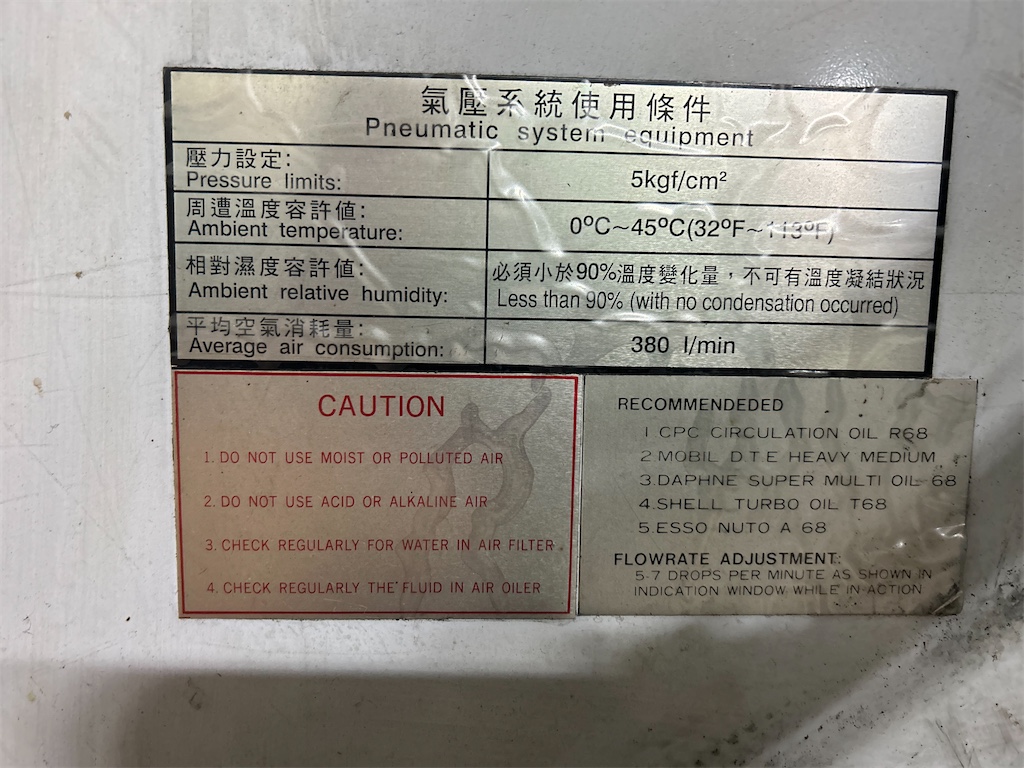 氣壓系統使用條件
Pneumatic system equipment
壓力設定:
Pressure limits:
5kgf/cm²
周遭溫度容許值:
Ambient temperature:
0ºC~45ºC(32ºF~113ºF)
相對濕度容許值:
Ambient relative humidity:
必須小於90%溫度變化量，不可有溫度凝結狀況
Less than 90% (with no condensation occurred)
平均空氣消耗量:
Average air consumption:
380 l/min
CAUTION
1. DO NOT USE MOIST OR POLLUTED AIR
2. DO NOT USE ACID OR ALKALINE AIR
3. CHECK REGULARLY FOR WATER IN AIR FILTER
4. CHECK REGULARLY THE FLUID IN AIR OILER
RECOMMENDEDED
1 CPC CIRCULATION OIL R68
2 MOBIL D.T.E HEAVY MEDIUM
3.DAPHNE SUPER MULTI OIL 68
4.SHELL TURBO OIL T68
5.ESSO NUTO A 68
FLOWRATE ADJUSTMENT:
5-7 DROPS PER MINUTE AS SHOWN IN
INDICATION WINDOW WHILE IN ACTION